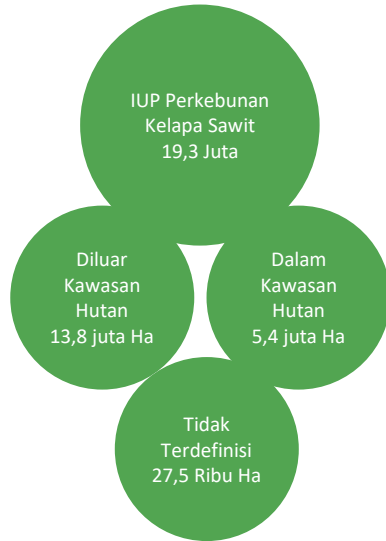 IUP Perkebunan
Kelapa Sawit
19,3 Juta
Diluar
Kawasan
Hutan
13,8 juta Ha
Dalam
Kawasan
Hutan
5,4 juta Ha
Tidak
Terdefinisi
27,5 Ribu Ha